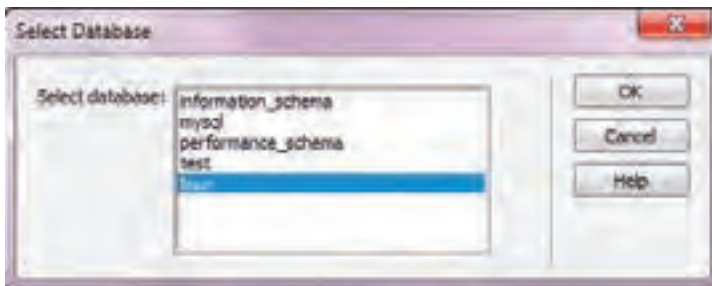 Select Database
Select database:
information_schema
mysql
performance_schema
test
OK
Cancel
Help